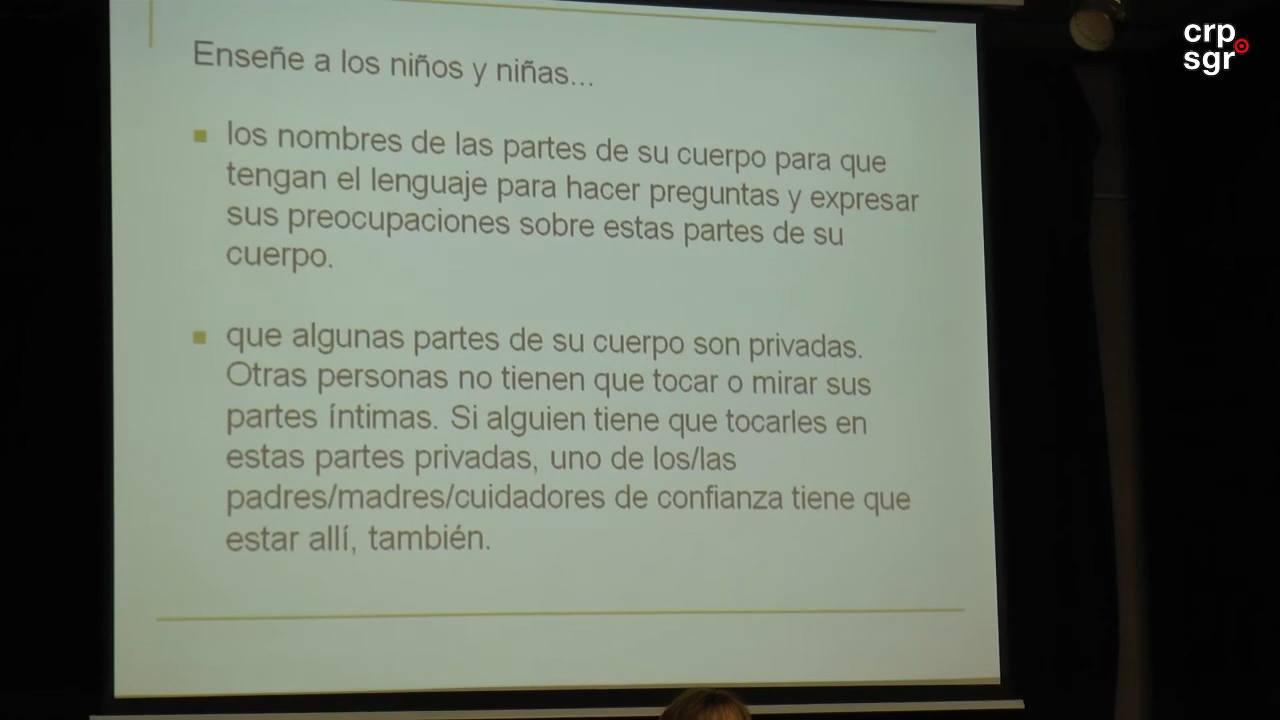 crp
sgr
Enseñe a los niños y niñas...
los nombres de las partes de su cuerpo para que
tengan el lenguaje para hacer preguntas y expresar
sus preocupaciones sobre estas partes de su
cuerpo.
que algunas partes de su cuerpo son privadas.
Otras personas no tienen que tocar o mirar sus
partes íntimas. Si alguien tiene que tocarles en
estas partes privadas, uno de los/las
padres/madres/cuidadores de confianza tiene que
estar allí, también.